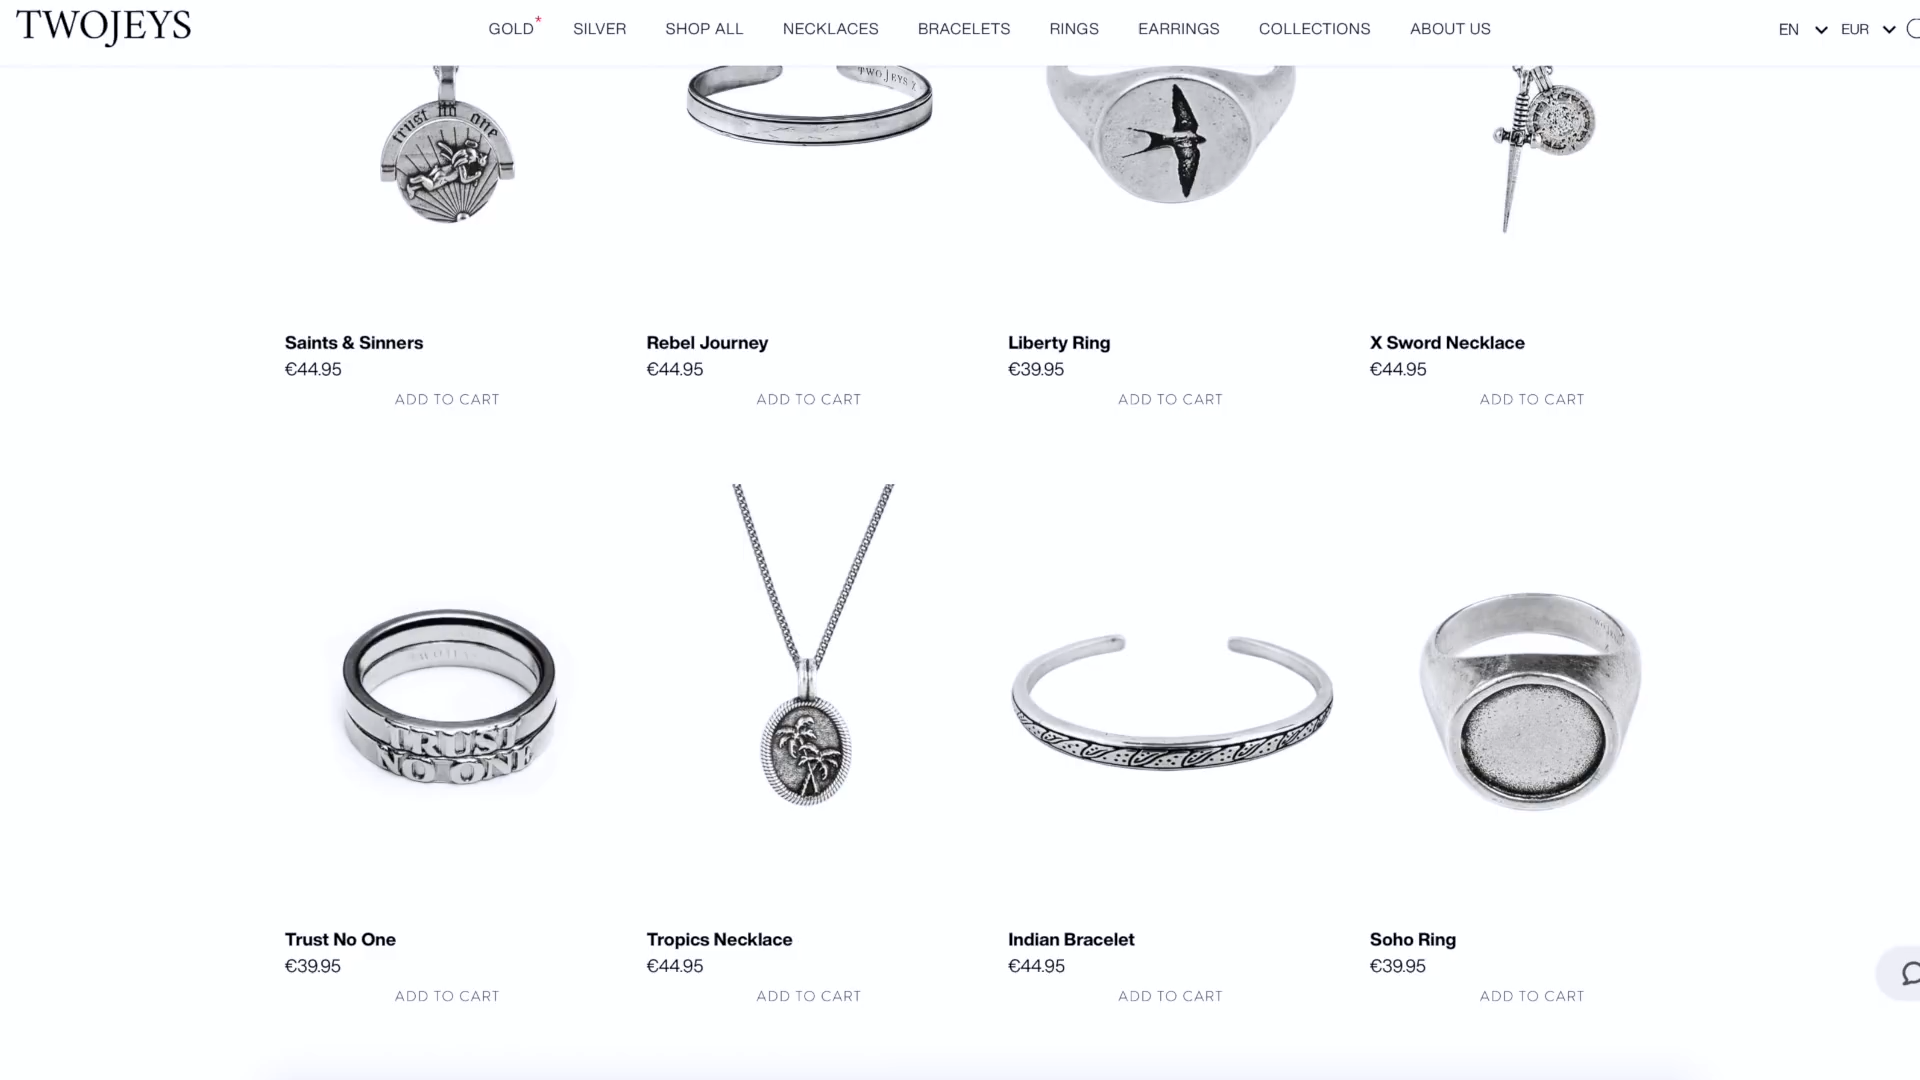 TWOJEYS
GOLD* SILVER SHOP ALL NECKLACES BRACELETS RINGS EARRINGS COLLECTIONS ABOUT US
EN EUR
trust no one
TWOJEYS
Saints & Sinners
€44.95
ADD TO CART
Rebel Journey
€44.95
ADD TO CART
Liberty Ring
€39.95
ADD TO CART
X Sword Necklace
€44.95
ADD TO CART
TRUST
NO ONE
Trust No One
€39.95
ADD TO CART
Tropics Necklace
€44.95
ADD TO CART
Indian Bracelet
€44.95
ADD TO CART
Soho Ring
€39.95
ADD TO CART